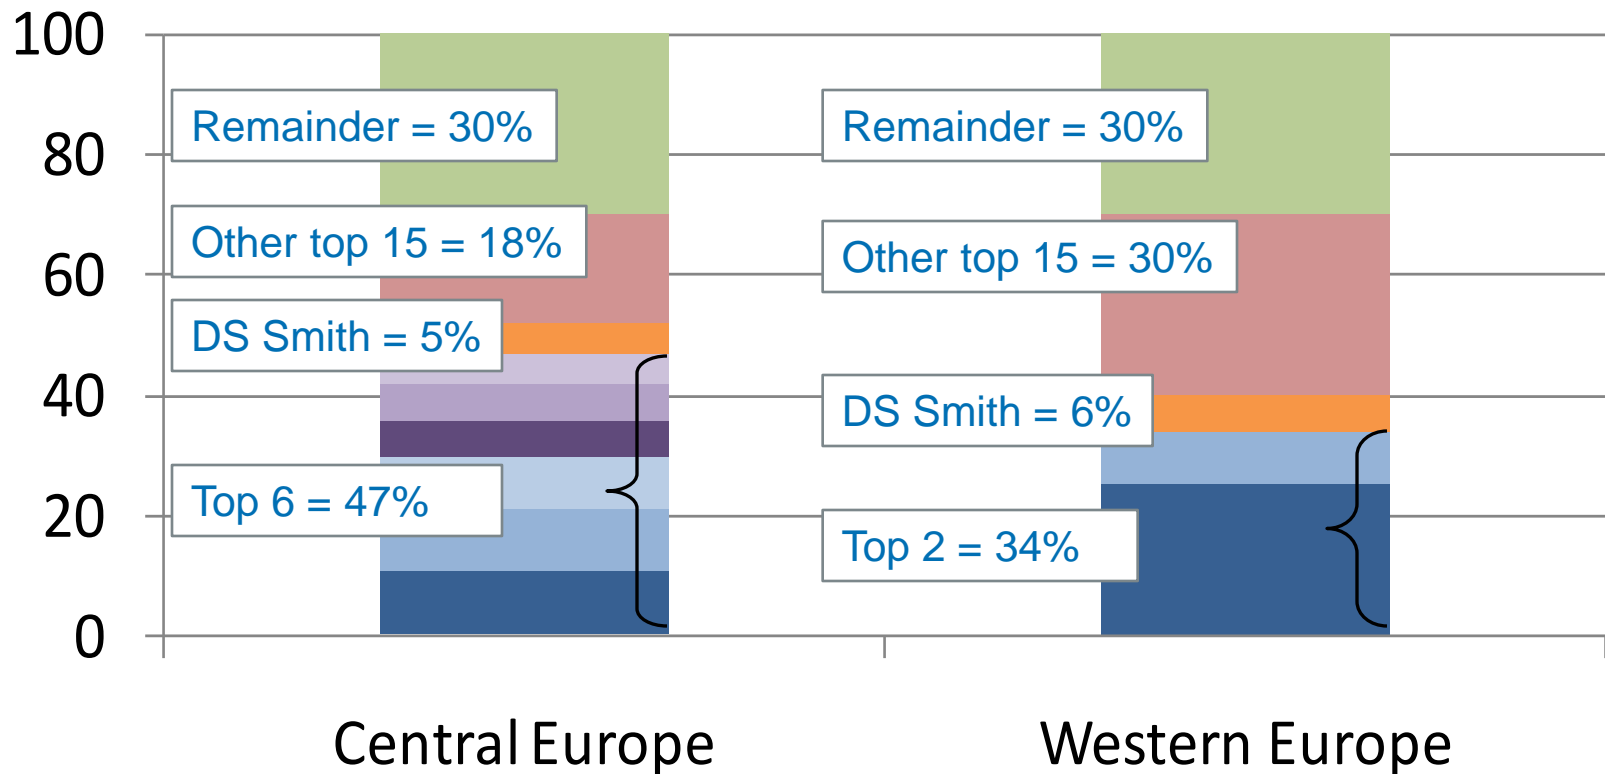 100
80
60
40
20
0
Remainder = 30%
Other top 15 = 18%
DS Smith = 5%
Top 6 = 47%
Remainder = 30%
Other top 15 = 30%
DS Smith = 6%
Top 2 = 34%
Central Europe
Western Europe